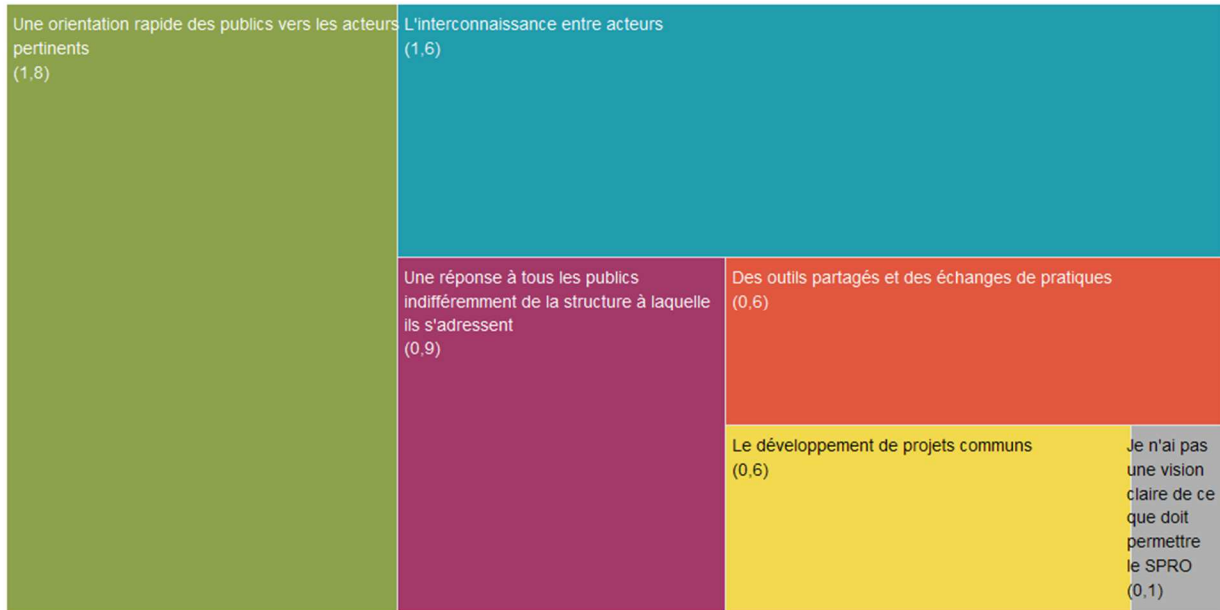 Une orientation rapide des publics vers les acteurs
pertinents
(1,8)
L'interconnaissance entre acteurs
(1,6)
Une réponse à tous les publics
indifféremment de la structure à laquelle
ils s'adressent
(0,9)
Des outils partagés et des échanges de pratiques
(0,6)
Le développement de projets communs
(0,6)
Je n'ai pas
une vision
claire de ce
que doit
permettre
le SPRO
(0,1)